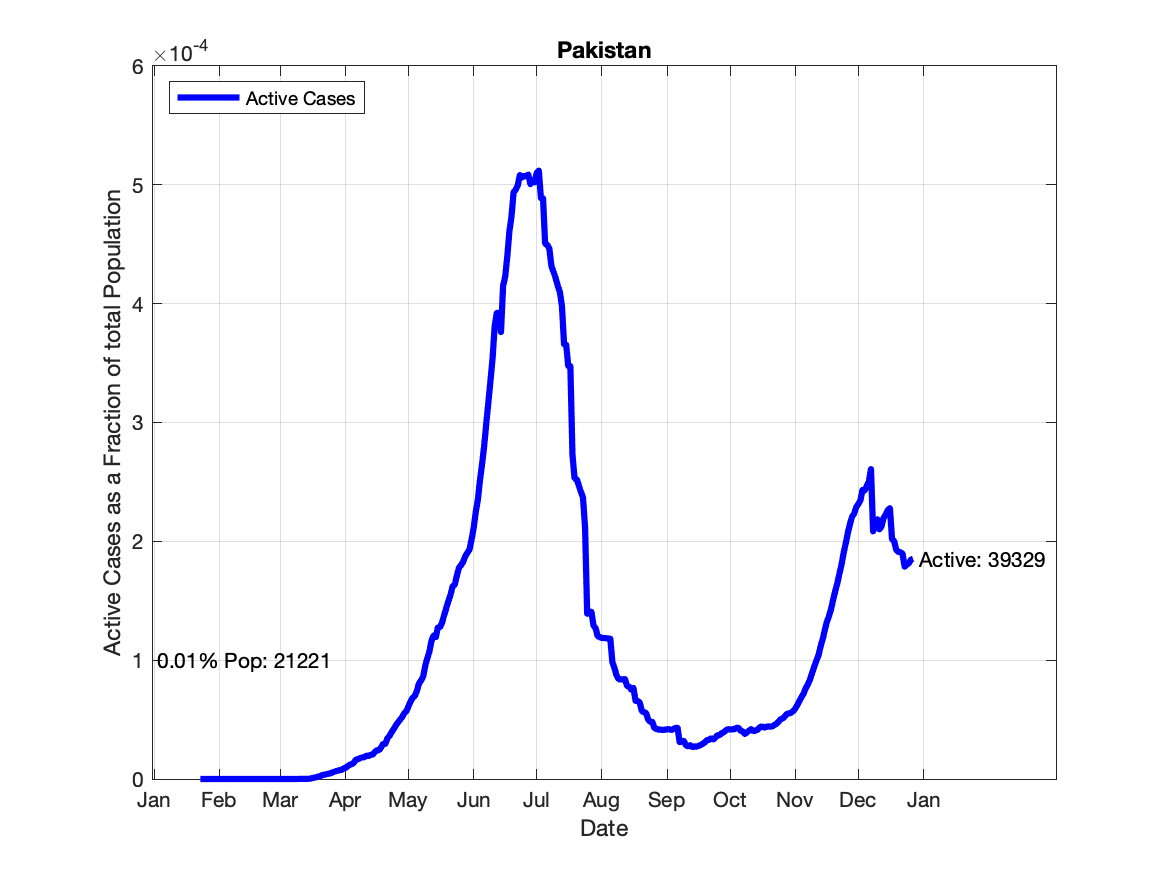 Pakistan
×10-4
Active Cases
6
5
4
3
2
1
0
Active Cases as a Fraction of total Population
0.01% Pop: 21221
Active: 39329
Jan Feb Mar Apr May Jun Jul Aug Sep Oct Nov Dec Jan
Date